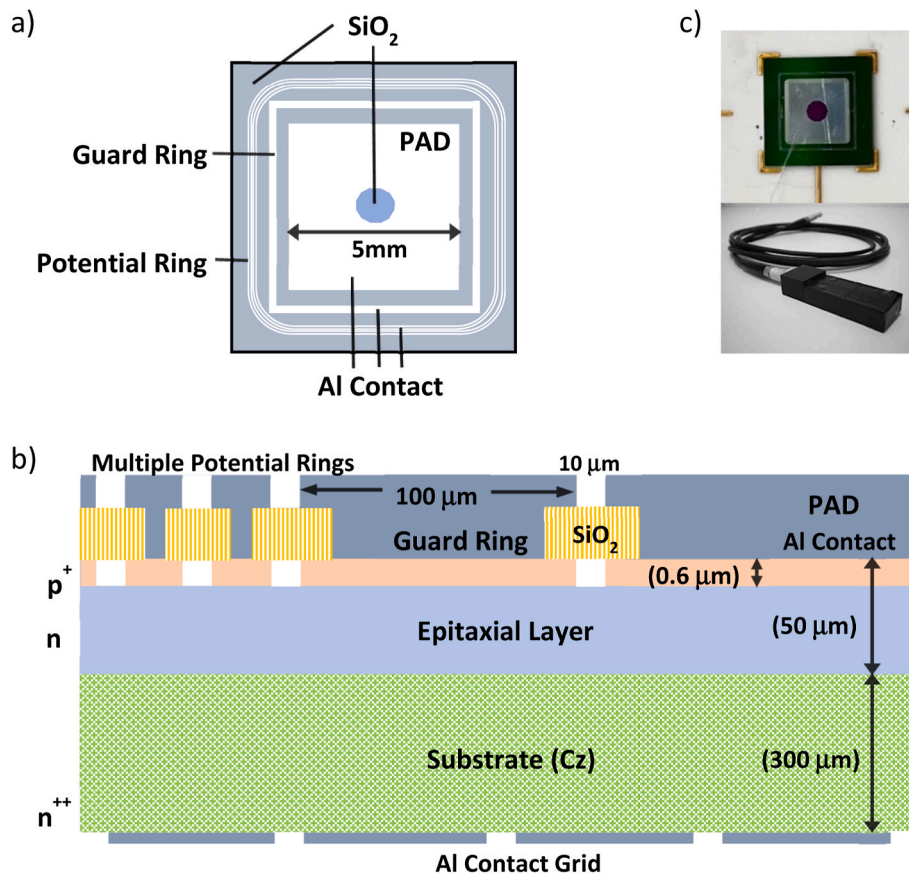 a)
SiO₂
c)
PAD
Guard Ring
5mm
Potential Ring
Al Contact
b)
Multiple Potential Rings
10 μm
100 μm
PAD
Guard Ring
SiO₂
Al Contact
p⁺
(0.6 μm)
n
Epitaxial Layer
(50 μm)
Substrate (Cz)
(300 μm)
n⁺⁺
Al Contact Grid